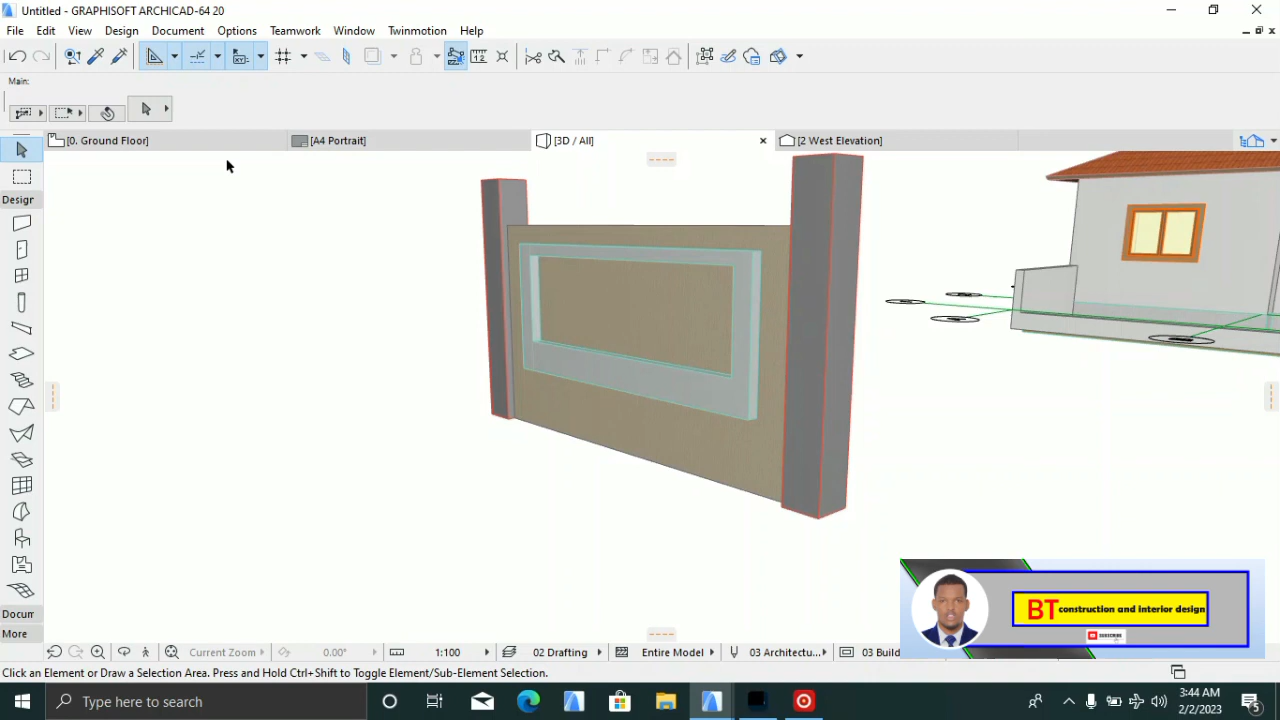 Untitled - GRAPHISOFT ARCHICAD-64 20
File Edit View Design Document Options Teamwork Window Twinmotion Help
Main:
[0. Ground Floor]
[A4 Portrait]
[3D / All]
[2 West Elevation]
Design
Docum
More
Current Zoom
0.00°
1:100
02 Drafting
Entire Model
03 Architectu...
03 Build
Click an Element or Draw a Selection Area. Press and Hold Ctrl+Shift to Toggle Element/Sub-Element Selection.
BT construction and interior design
SUBSCRIBE
Type here to search
3:44 AM
2/2/2023
5